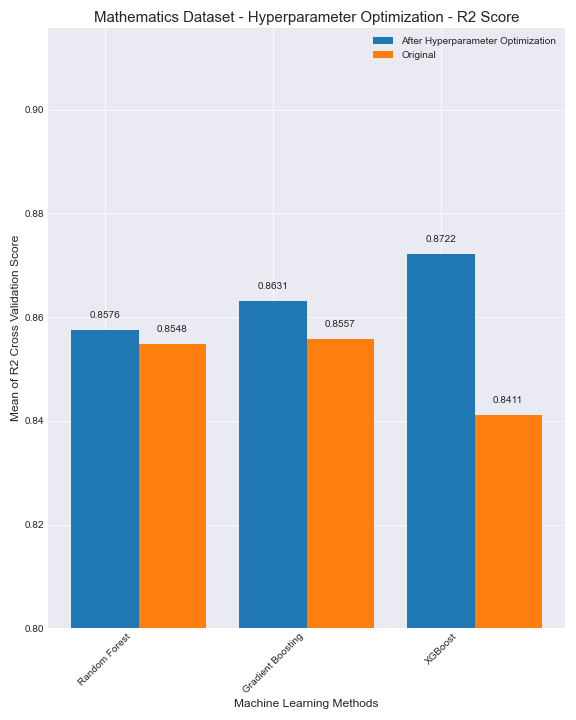 Mathematics Dataset - Hyperparameter Optimization - R2 Score
After Hyperparameter Optimization
Original
Mean of R2 Cross Validation Score
0.90
0.88
0.86
0.84
0.82
0.80
0.8576
0.8548
0.8631
0.8557
0.8722
0.8411
Random Forest
Gradient Boosting
XGBoost
Machine Learning Methods